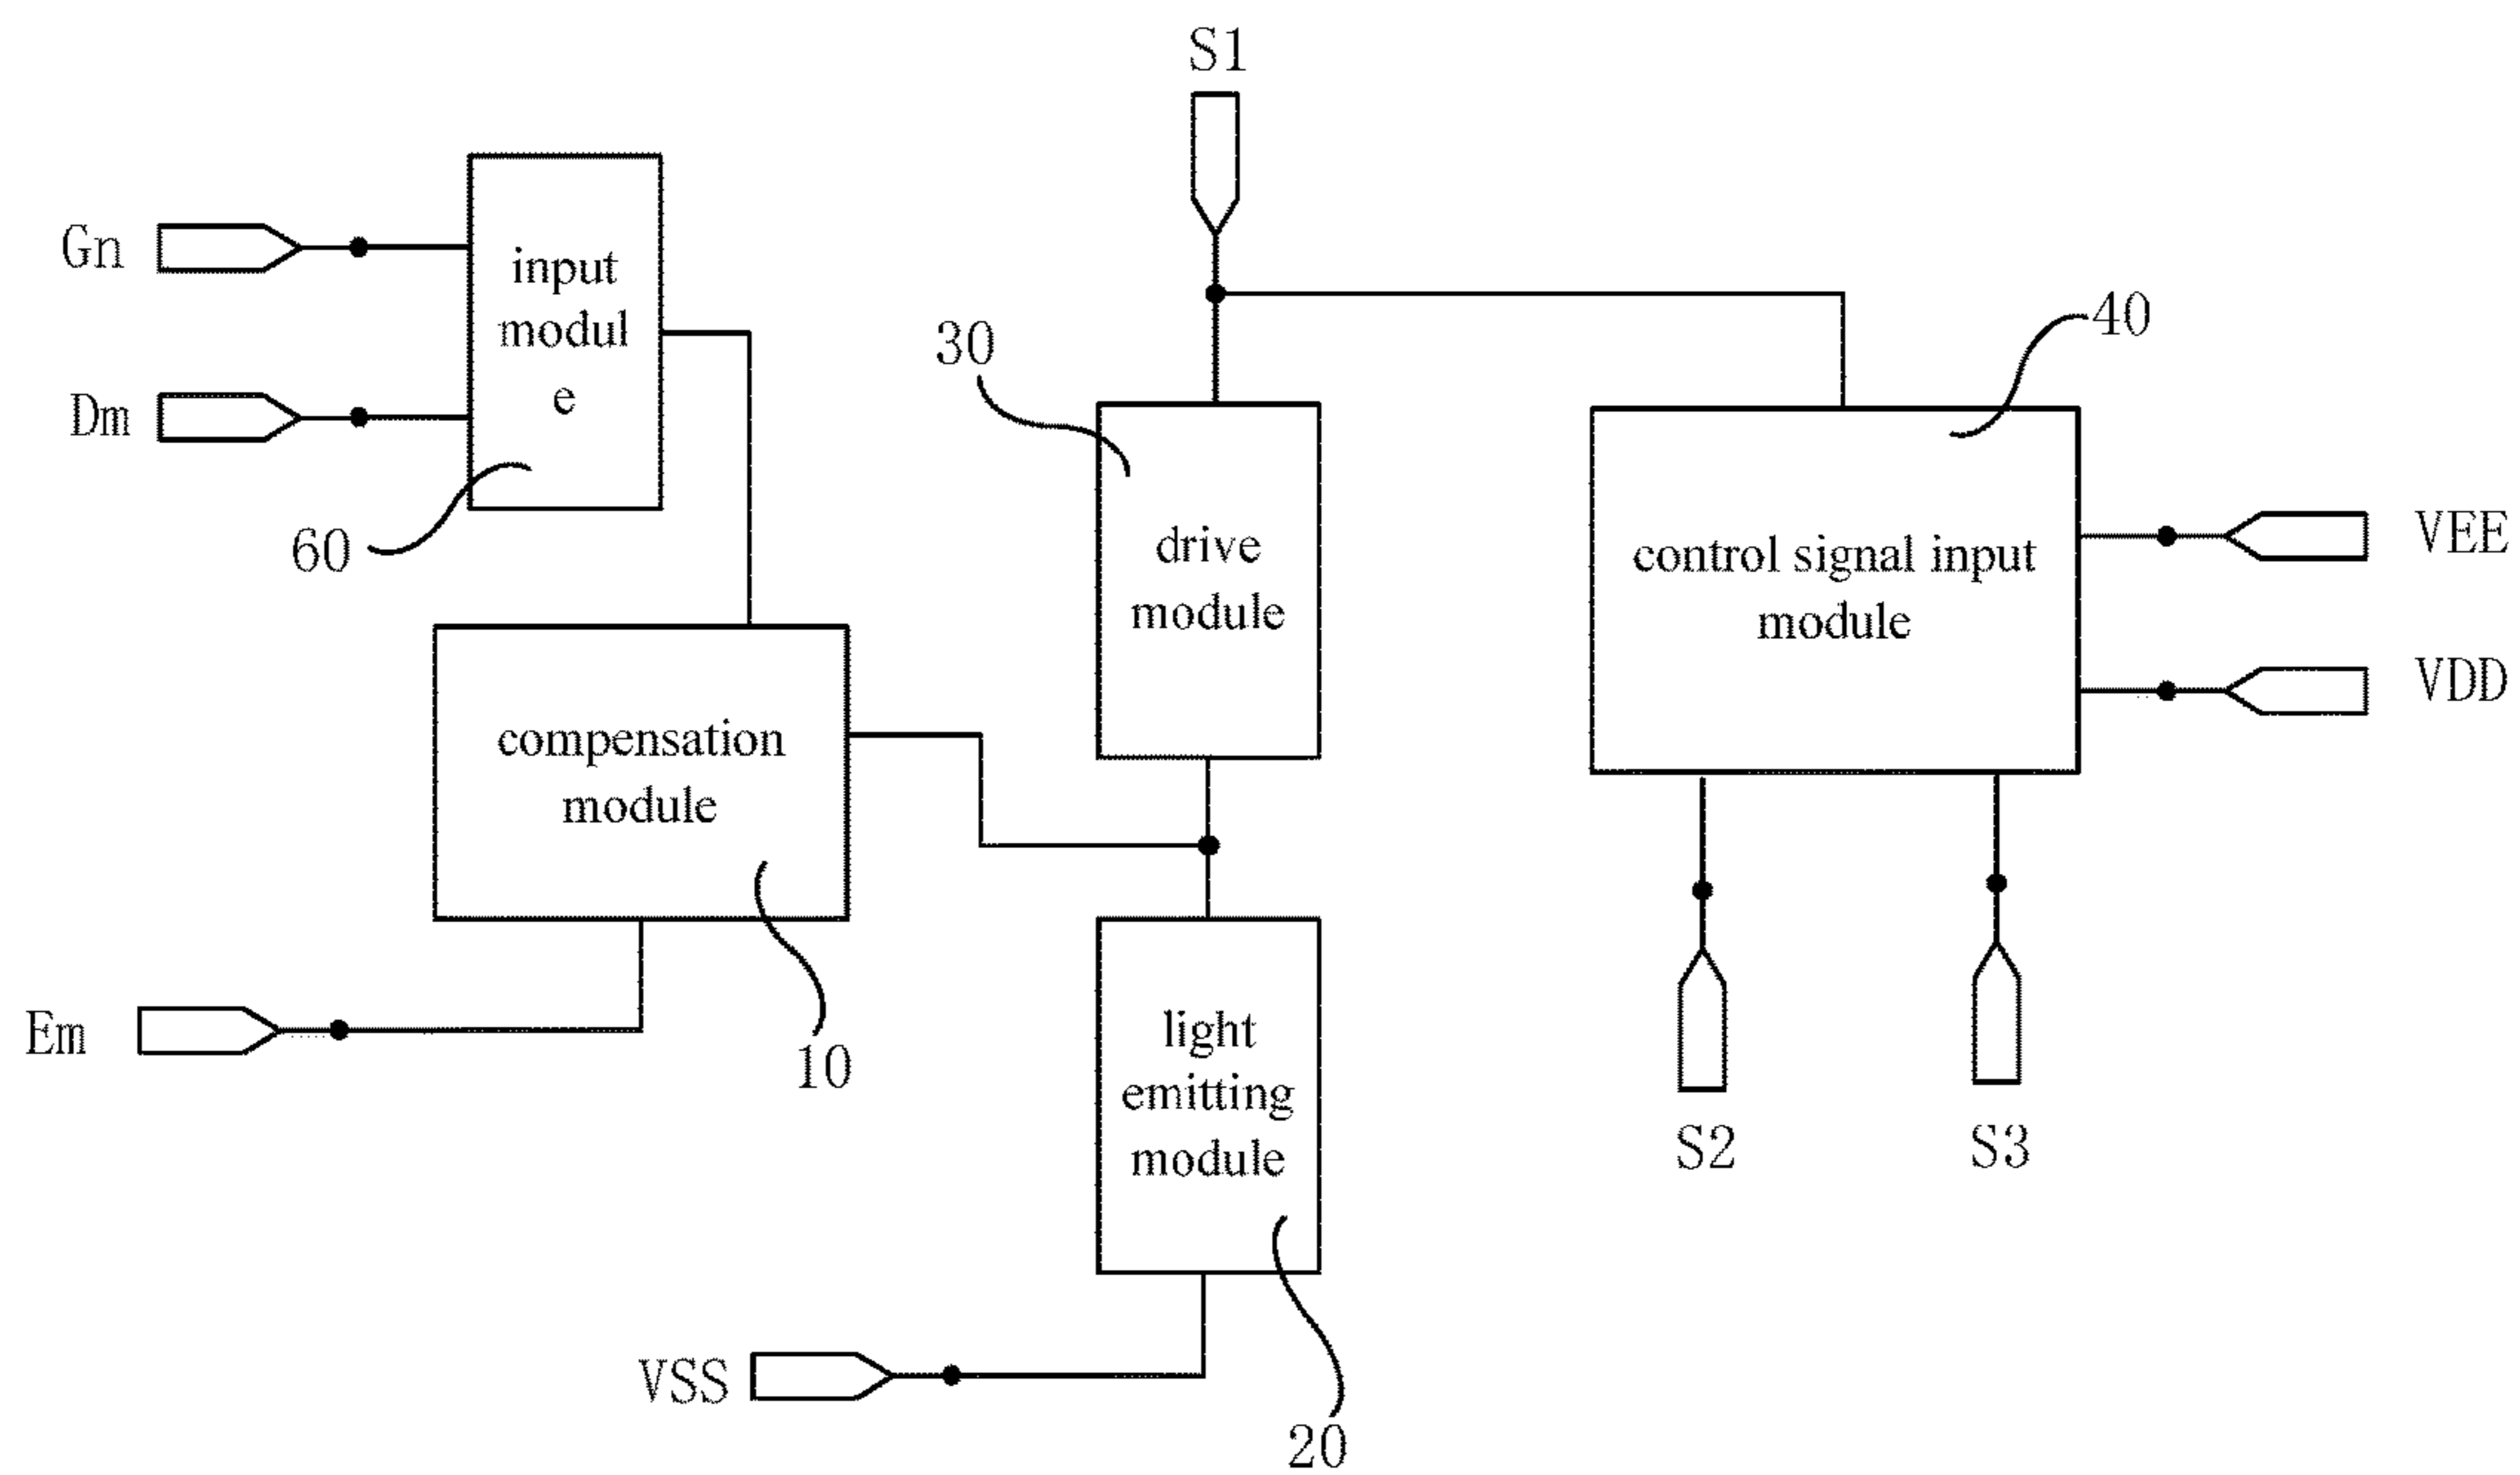 S1
Gn
input
modul
e
Dm
60
30
40
drive
module
control signal input
module
VEE
VDD
compensation
module
10
Em
light
emitting
module
S2
S3
VSS
20